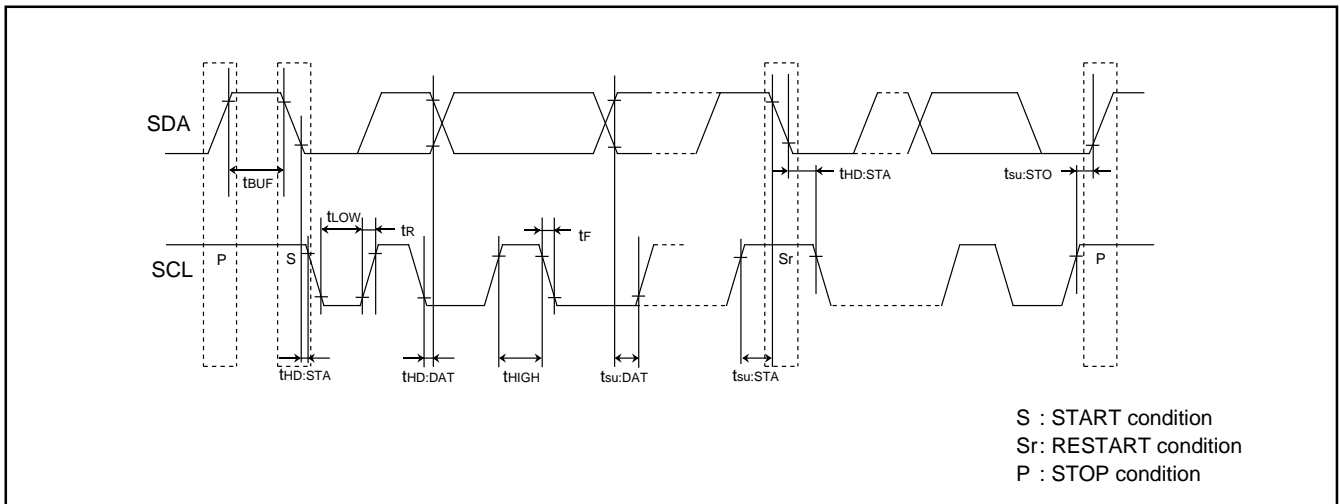 SDA
tBUF
tHD:STA
tsu:STO
tLOW
tR
tF
SCL
P
S
Sr
P
tHD:STA
tHD:DAT
tHIGH
tsu:DAT
tsu:STA
S : START condition
Sr: RESTART condition
P : STOP condition